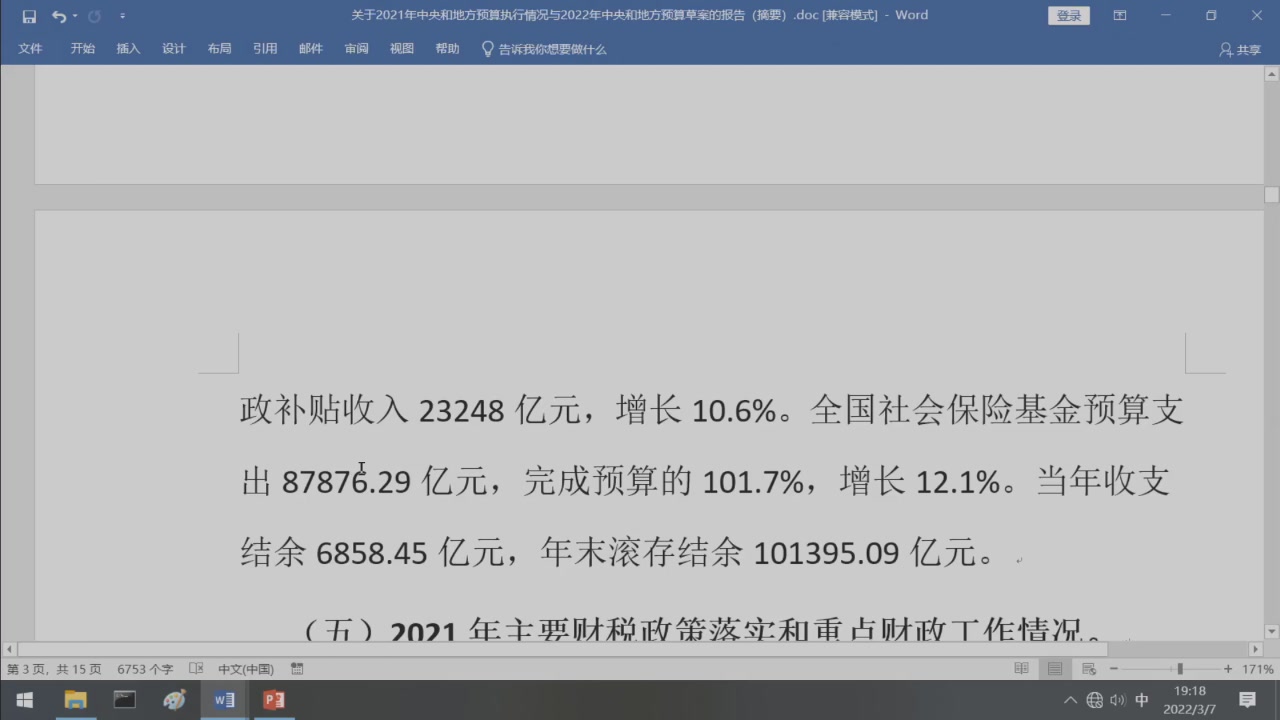 关于2021年中央和地方预算执行情况与2022年中央和地方预算草案的报告（摘要）.doc [兼容模式] - Word
登录
文件 开始 插入 设计 布局 引用 邮件 审阅 视图 帮助 告诉我你想要做什么 共享
政补贴收入 23248 亿元，增长 10.6%。全国社会保险基金预算支
出 87876.29 亿元，完成预算的 101.7%，增长 12.1%。当年收支
结余 6858.45 亿元，年末滚存结余 101395.09 亿元。
（五）2021 年主要财税政策落实和重点财政工作情况。
第 3 页，共 15 页 6753 个字 中文(中国) 171%
中 19:18
2022/3/7